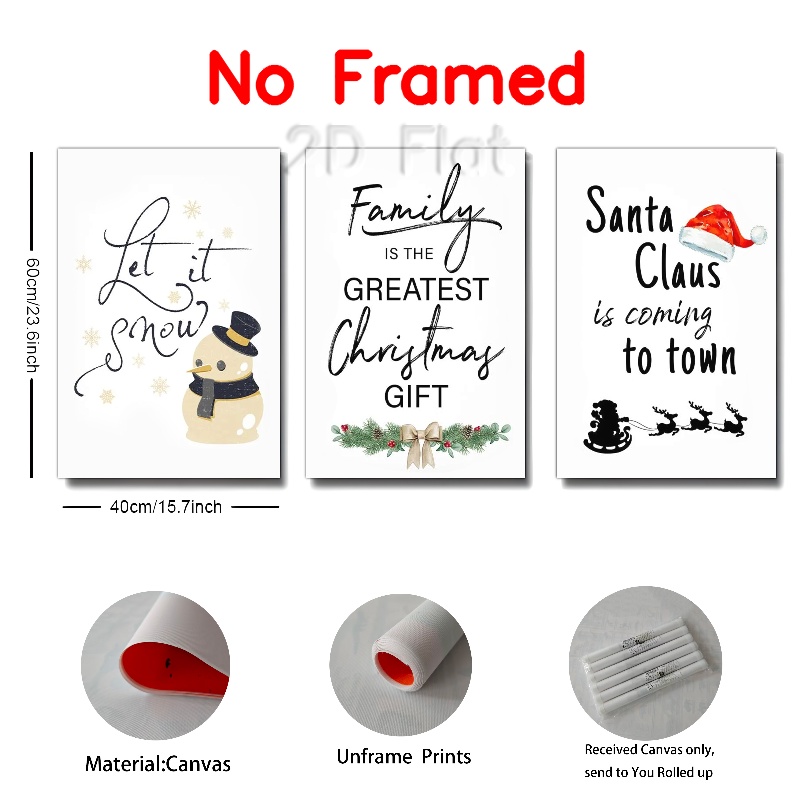 No Framed
2D Flat
60cm/23.6inch
Let it
snow
Family
IS THE
GREATEST
Christmas
GIFT
Santa
Claus
is coming
to town
40cm/15.7inch
Material:Canvas
Unframe Prints
Received Canvas only,
send to You Rolled up